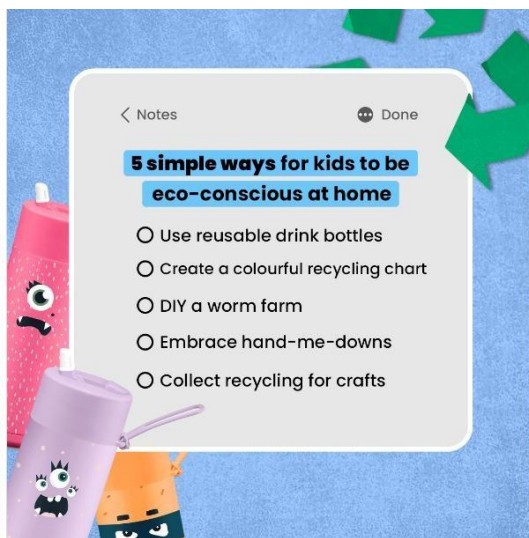 Notes
Done
5 simple ways for kids to be
eco-conscious at home
Use reusable drink bottles
Create a colourful recycling chart
DIY a worm farm
Embrace hand-me-downs
Collect recycling for crafts